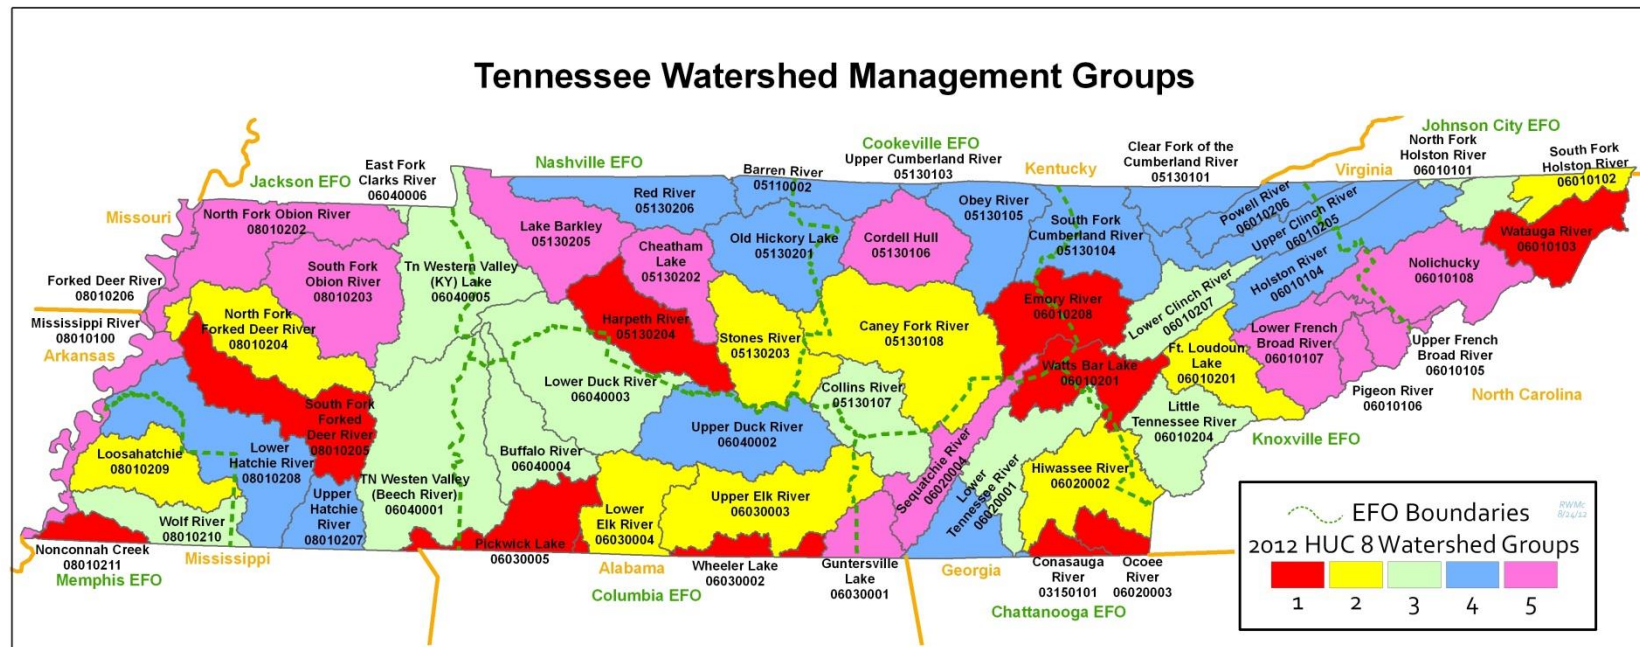 Tennessee Watershed Management Groups
Johnson City EFO
Cookeville EFO
Nashville EFO
Jackson EFO
East Fork
Clarks River
06040006
Barren River
05110002
Upper Cumberland River
05130103
Kentucky
Clear Fork of the
Cumberland River
05130101
Virginia
North Fork
Holston River
06010101
South Fork
Holston River
06010102
Missouri
North Fork Obion River
08010202
Lake Barkley
05130205
Red River
05130206
Cheatham
Lake
05130202
Old Hickory Lake
05130201
Cordell Hull
05130106
Obey River
05130105
South Fork
Cumberland River
05130104
Powell River
06010206
Upper Clinch River
06010205
Watauga River
06010103
Forked Deer River
08010206
South Fork
Obion River
08010203
Tn Western Valley
(KY) Lake
06040005
Holston River
06010104
Nolichucky
06010108
Mississippi River
08010100
Arkansas
North Fork
Forked Deer River
08010204
Harpeth River
05130204
Stones River
05130203
Caney Fork River
05130108
Emory River
06010208
Lower Clinch River
06010207
Lower French
Broad River
06010107
Upper French
Broad River
06010105
Ft. Loudoun
Lake
06010201
Watts Bar Lake
06010201
Pigeon River
06010106
North Carolina
Lower Duck River
06040003
Collins River
05130107
South Fork
Forked
Deer River
08010205
Upper Duck River
06040002
Little
Tennessee River
06010204
Knoxville EFO
Loosahatchie
08010209
Lower
Hatchie River
08010208
Buffalo River
06040004
TN Westen Valley
(Beech River)
06040001
Sequatchie River
06020004
Lower
Tennessee River
06020001
Hiwassee River
06020002
Upper
Hatchie
River
08010207
Lower
Elk River
06030004
Upper Elk River
06030003
Wolf River
08010210
Nonconnah Creek
08010211
Memphis EFO
Mississippi
Pickwick Lake
06030005
Alabama
Columbia EFO
Wheeler Lake
06030002
Guntersville
Lake
06030001
Georgia
Conasauga
River
03150101
Ocoee
River
06020003
Chattanooga EFO
EFO Boundaries
RWMc
8/24/12
2012 HUC 8 Watershed Groups
1 2 3 4 5